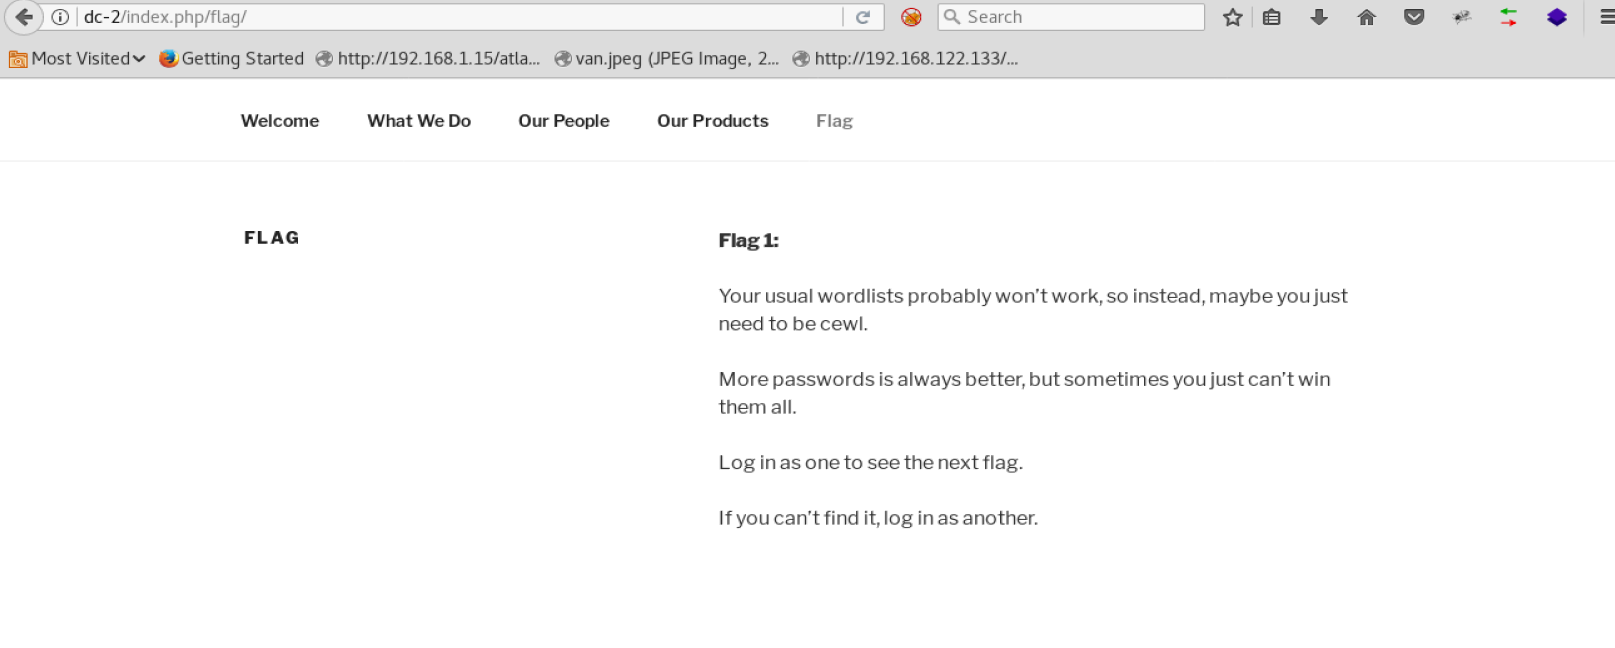 dc-2/index.php/flag/
Search
Most Visited
Getting Started
http://192.168.1.15/atla...
van.jpeg (JPEG Image, 2...
http://192.168.122.133/...
Welcome
What We Do
Our People
Our Products
Flag
FLAG
Flag 1:
Your usual wordlists probably won’t work, so instead, maybe you just
need to be cewl.
More passwords is always better, but sometimes you just can’t win
them all.
Log in as one to see the next flag.
If you can’t find it, log in as another.